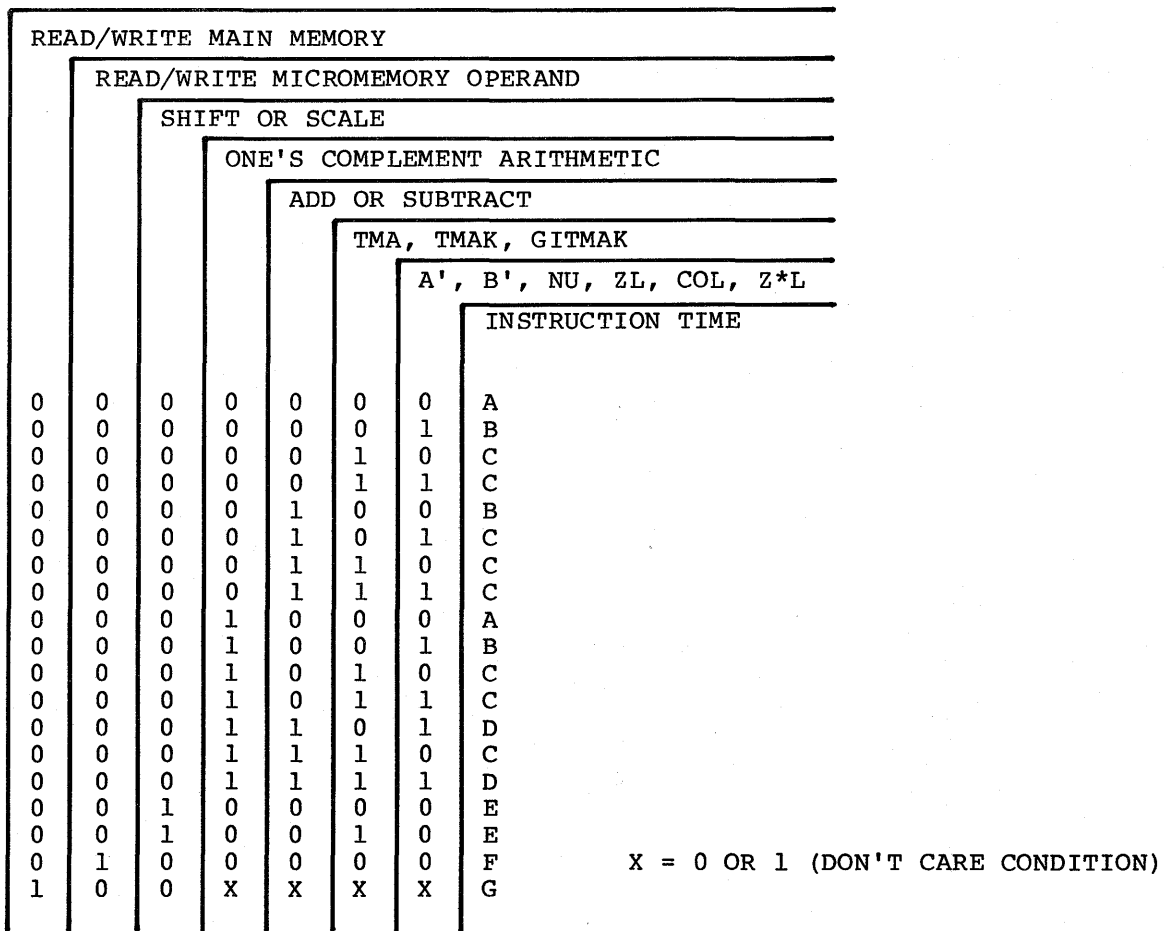 READ/WRITE MAIN MEMORY
READ/WRITE MICROMEMORY OPERAND
SHIFT OR SCALE
ONE'S COMPLEMENT ARITHMETIC
ADD OR SUBTRACT
TMA, TMAK, GITMAK
A', B', NU, ZL, COL, Z*L
INSTRUCTION TIME
0 0 0 0 0 0 0 A
0 0 0 0 0 0 1 B
0 0 0 0 0 1 0 C
0 0 0 0 0 1 1 C
0 0 0 0 1 0 0 B
0 0 0 0 1 0 1 C
0 0 0 0 1 1 0 C
0 0 0 0 1 1 1 C
0 0 0 1 0 0 0 A
0 0 0 1 0 0 1 B
0 0 0 1 0 1 0 C
0 0 0 1 0 1 1 C
0 0 0 1 1 0 1 D
0 0 0 1 1 1 0 C
0 0 0 1 1 1 1 D
0 0 1 0 0 0 0 E
0 0 1 0 0 1 0 E
0 1 0 0 0 0 0 F X = 0 OR 1 (DON'T CARE CONDITION)
1 0 0 X X X X G